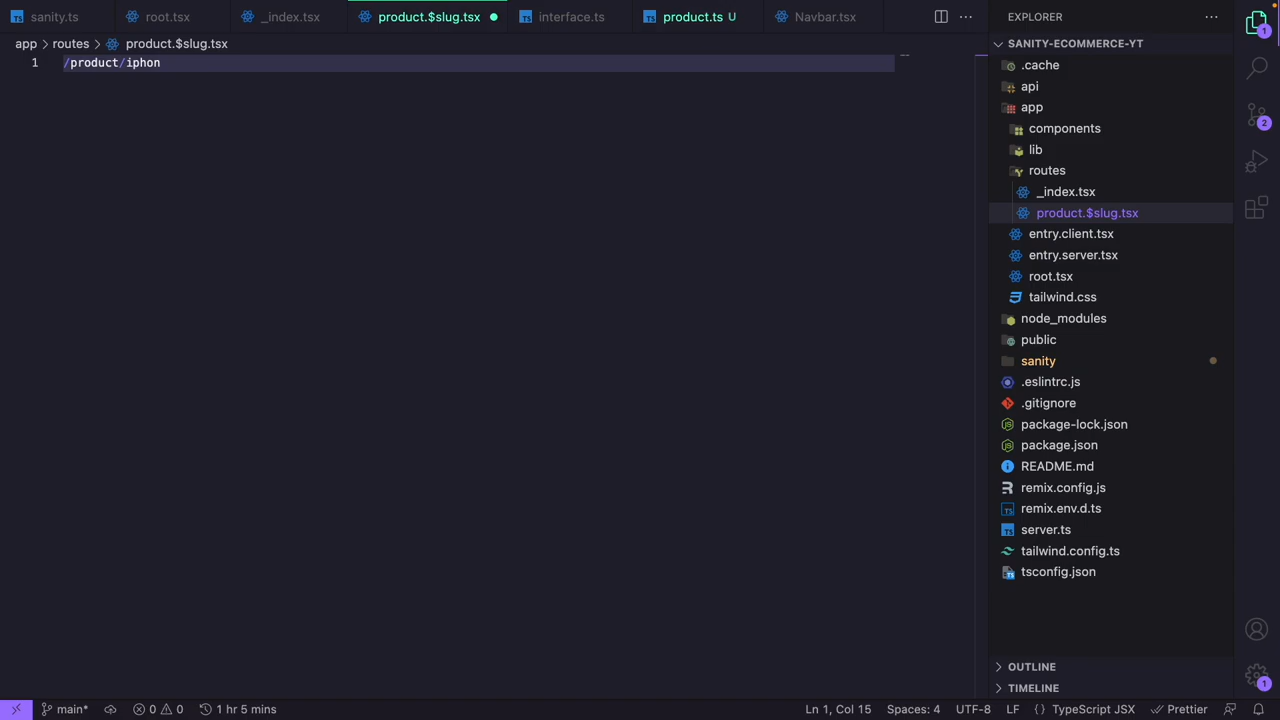 sanity.ts root.tsx _index.tsx product.$slug.tsx interface.ts product.ts U Navbar.tsx
app routes product.$slug.tsx
1 /product/iphon
EXPLORER
SANITY-ECOMMERCE-YT
.cache
api
app
components
lib
routes
_index.tsx
product.$slug.tsx
entry.client.tsx
entry.server.tsx
root.tsx
tailwind.css
node_modules
public
sanity
.eslintrc.js
.gitignore
package-lock.json
package.json
README.md
remix.config.js
remix.env.d.ts
server.ts
tailwind.config.ts
tsconfig.json
OUTLINE
TIMELINE
1
2
1
main* 0 0 1 hr 5 mins Ln 1, Col 15 Spaces: 4 UTF-8 LF {} TypeScript JSX Prettier